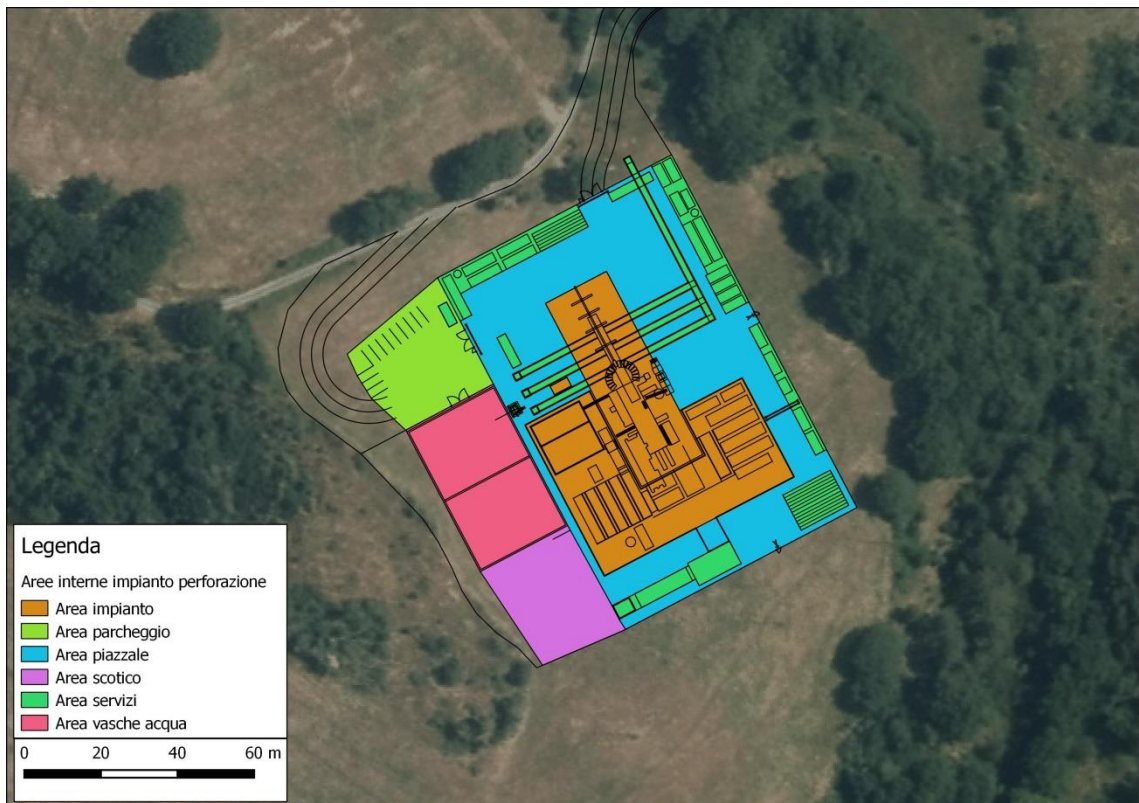 Legenda
Aree interne impianto perforazione
Area impianto
Area parcheggio
Area piazzale
Area scotico
Area servizi
Area vasche acqua
0 20 40 60 m